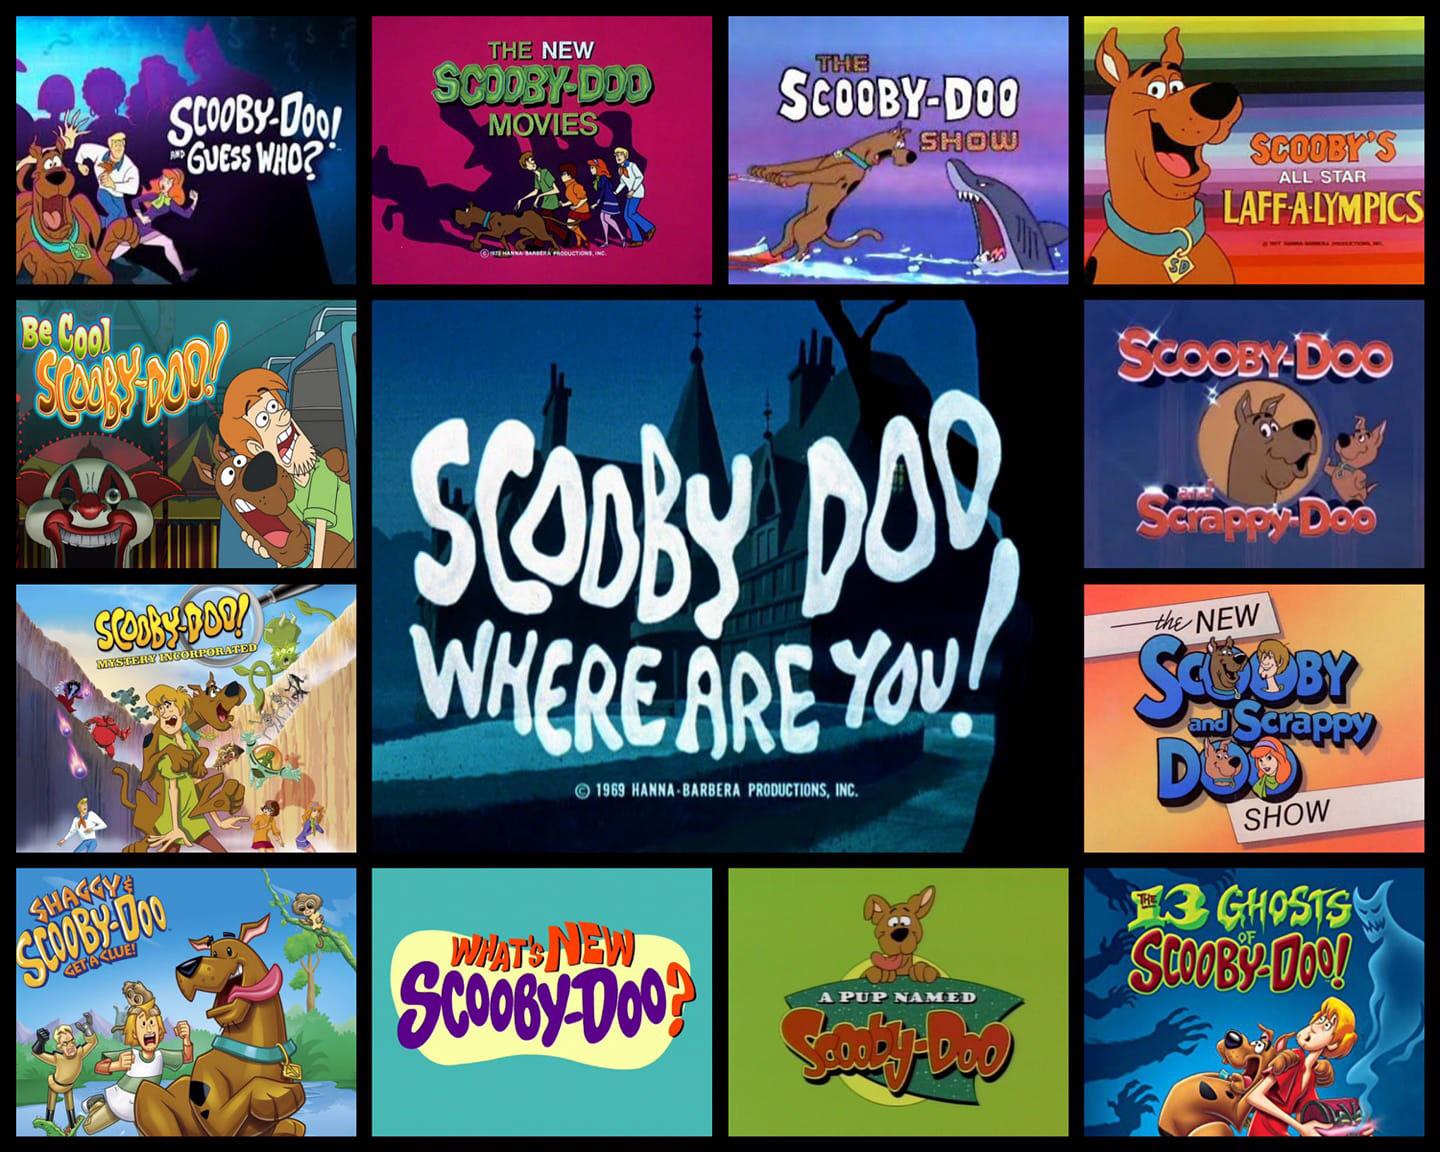 SCOOBY-DOO!
AND GUESS WHO?
THE NEW
SCOOBY-DOO
MOVIES
© 1972 HANNA-BARBERA PRODUCTIONS, INC.
THE
SCOOBY-DOO
SHOW
SCOOBY'S
ALL STAR
LAFF-A-LYMPICS
© 1977 HANNA-BARBERA PRODUCTIONS, INC.
SD
Be Cool
SCOOBY-DOO!
SCOOBY DOO
WHERE ARE YOU!
© 1969 HANNA-BARBERA PRODUCTIONS, INC.
SCOOBY-DOO
and
Scrappy-Doo
SCOOBY-DOO!
MYSTERY INCORPORATED
the NEW
SCOOBY
and Scrappy
DOO
SHOW
SHAGGY &
SCOOBY-DOO
GET A CLUE!
WHAT'S NEW
SCOOBY-DOO?
A PUP NAMED
Scooby-Doo
THE 13 GHOSTS
OF
SCOOBY-DOO!